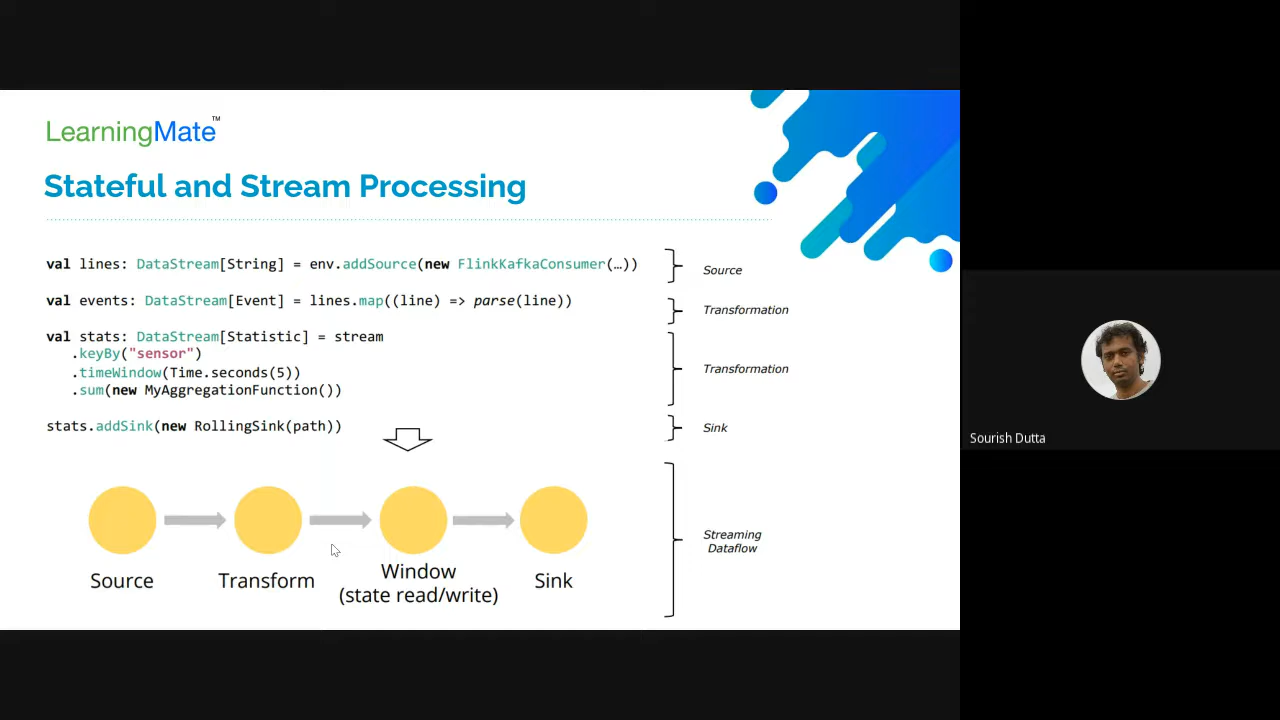 LearningMate™
Stateful and Stream Processing
val lines: DataStream[String] = env.addSource(new FlinkKafkaConsumer(…))
Source
val events: DataStream[Event] = lines.map((line) => parse(line))
Transformation
val stats: DataStream[Statistic] = stream
.keyBy("sensor")
.timeWindow(Time.seconds(5))
.sum(new MyAggregationFunction())
Transformation
stats.addSink(new RollingSink(path))
Sink
Source
Transform
Window
(state read/write)
Sink
Streaming
Dataflow
Sourish Dutta